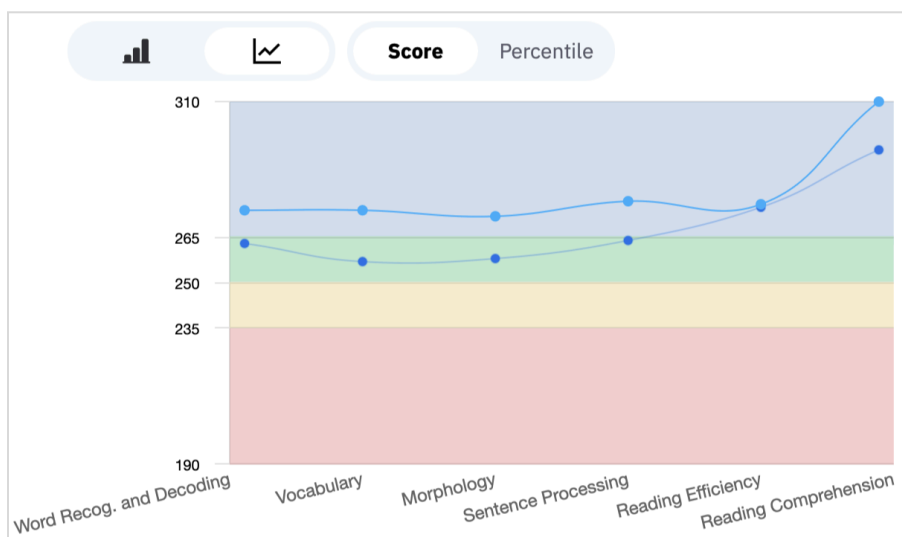 Score
Percentile
310
265
250
235
190
Word Recog. and Decoding
Vocabulary
Morphology
Sentence Processing
Reading Efficiency
Reading Comprehension